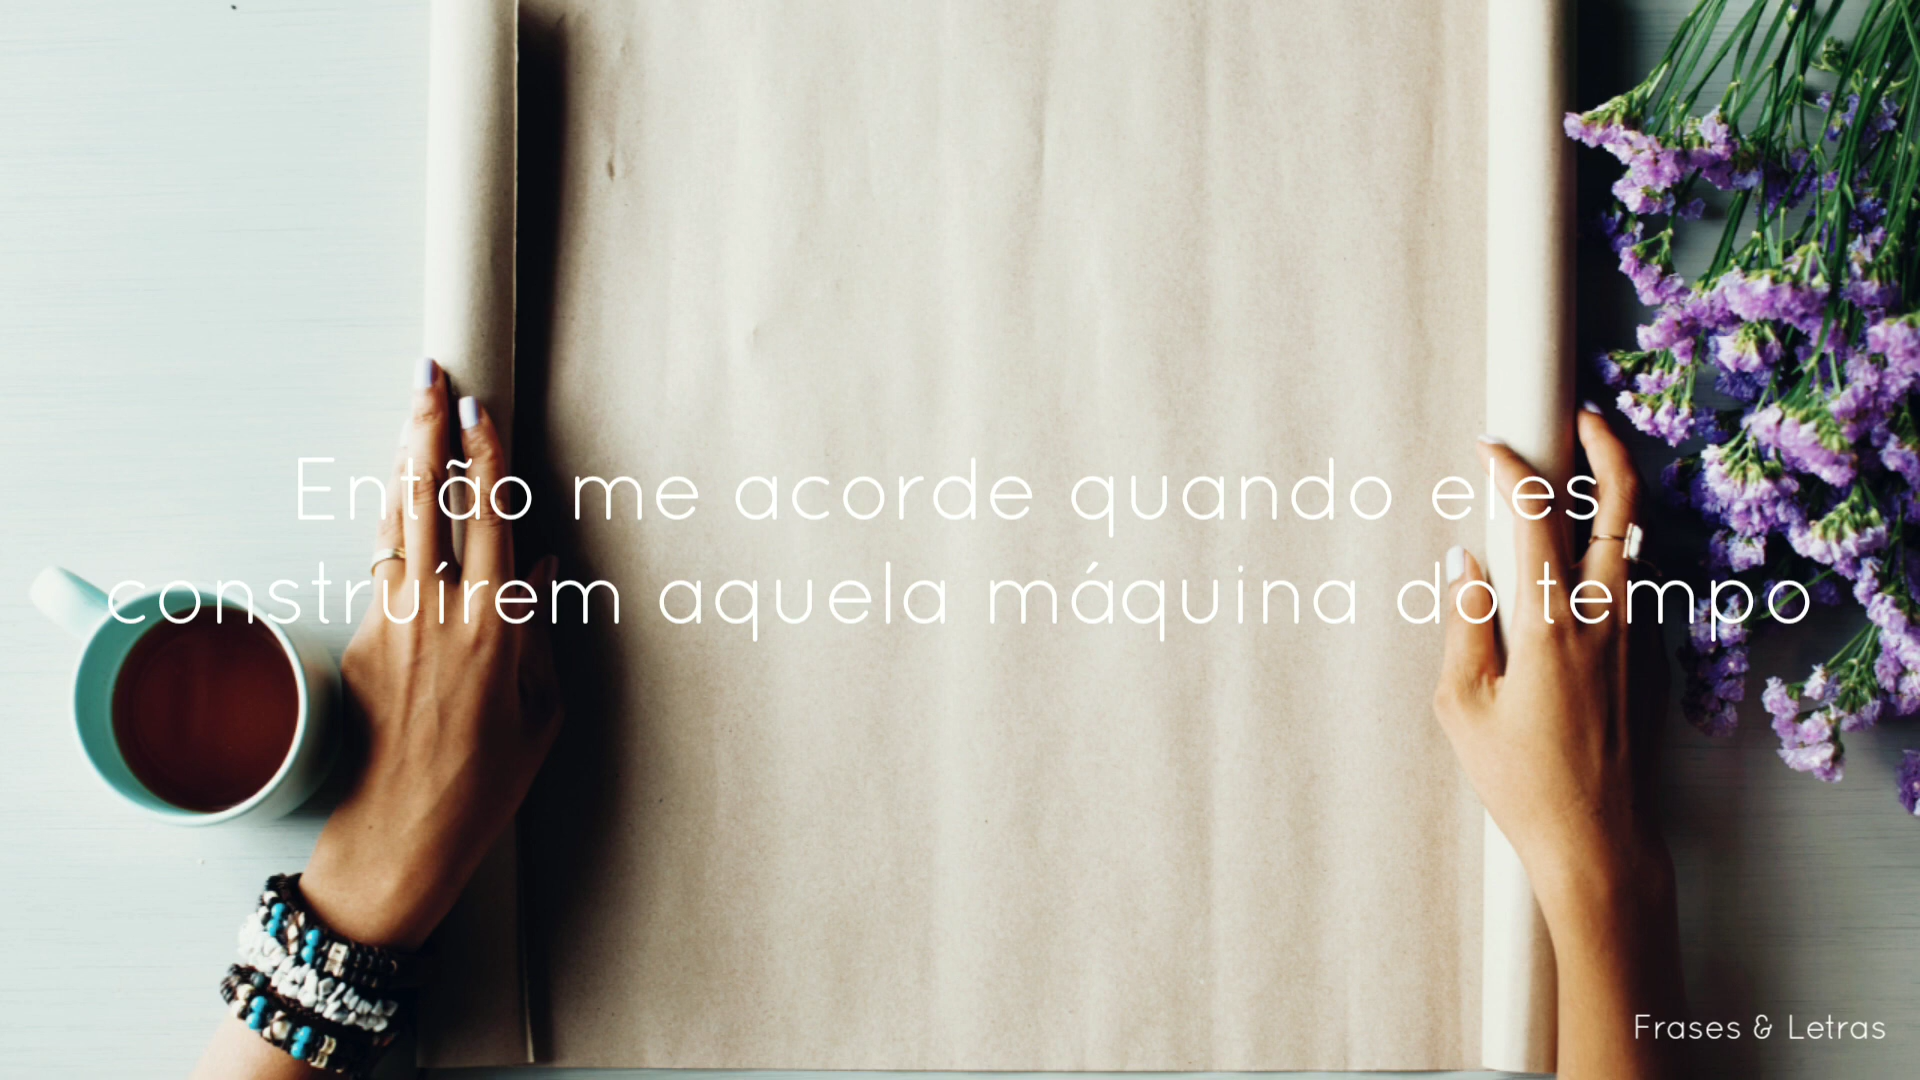 Então me acorde quando eles
construírem aquela máquina do tempo
Frases & Letras